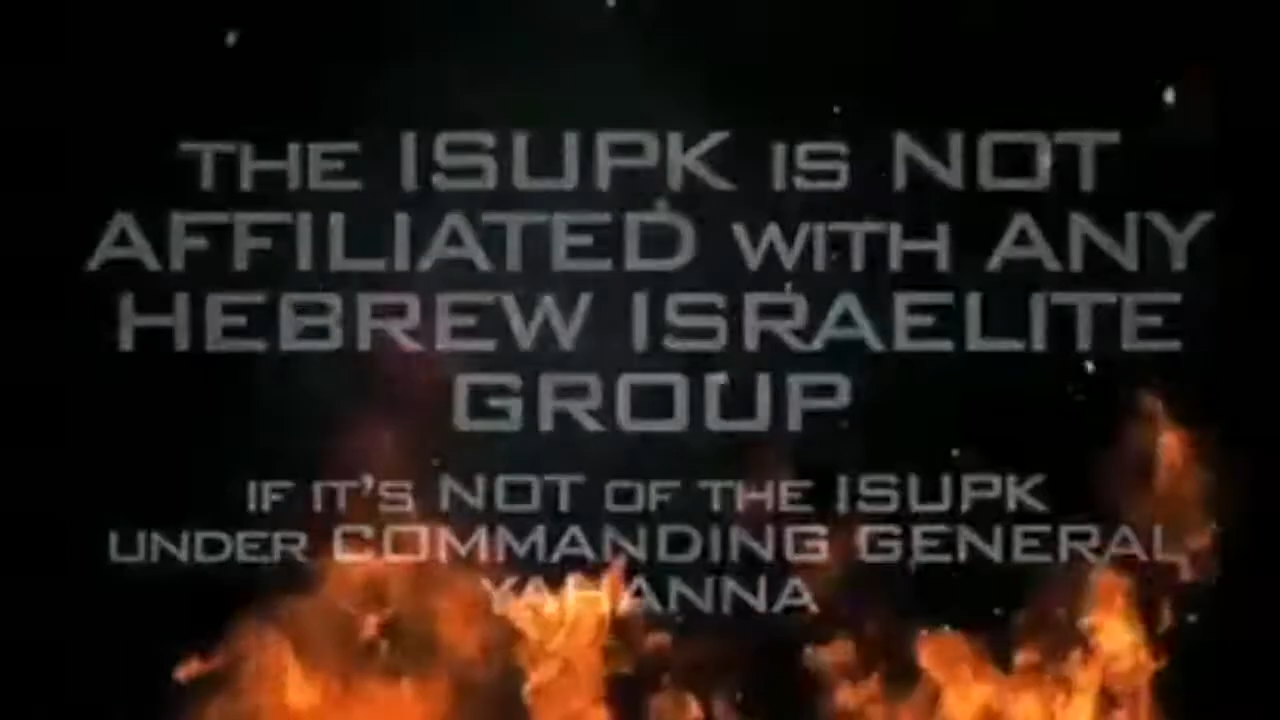 THE ISUPK IS NOT
AFFILIATED WITH ANY
HEBREW ISRAELITE
GROUP
IF IT'S NOT OF THE ISUPK
UNDER COMMANDING GENERAL
YAHANNA